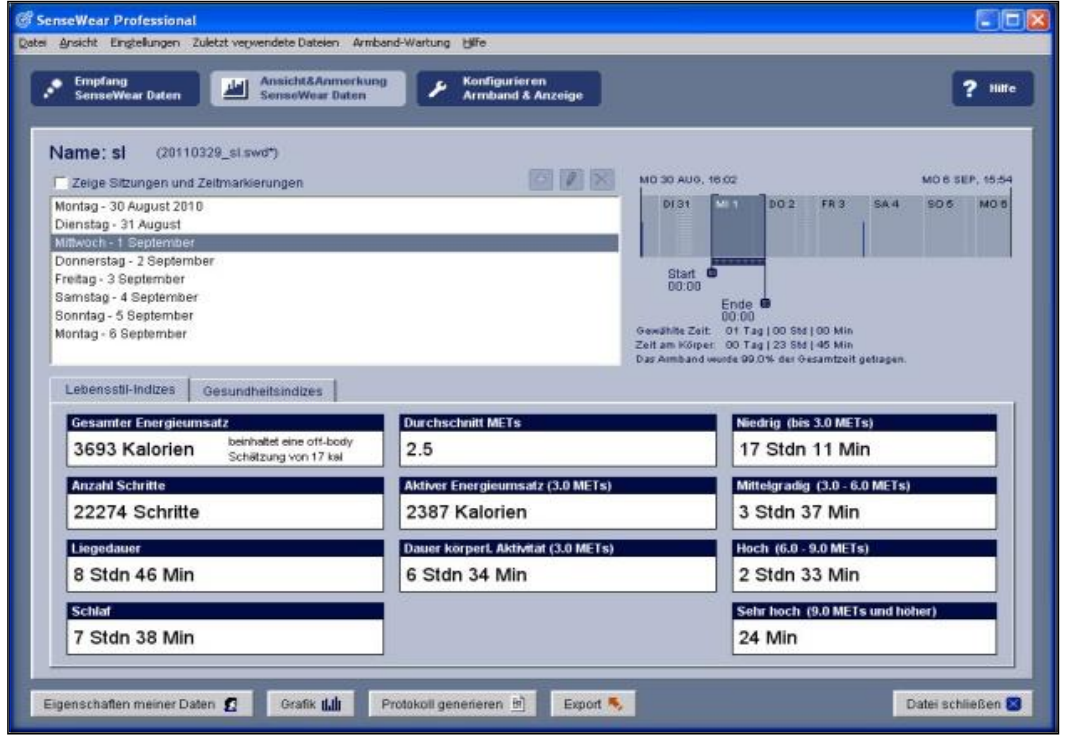 SenseWear Professional
Datei Ansicht Einstellungen Zuletzt verwendete Dateien Armband-Wartung Hilfe
Empfang
SenseWear Daten
Ansicht&Anmerkung
SenseWear Daten
Konfigurieren
Armband & Anzeige
? Hilfe
Name: sl (20110329_sl.swd*)
Zeige Sitzungen und Zeitmarkierungen
Montag - 30 August 2010
Dienstag - 31 August
Mittwoch - 1 September
Donnerstag - 2 September
Freitag - 3 September
Samstag - 4 September
Sonntag - 5 September
Montag - 6 September
MO 30 AUG, 16:02 MO 6 SEP, 15:54
DI 31 MI 1 DO 2 FR 3 SA 4 SO 5 MO 6
Start
00:00
Ende
00:00
Gewählte Zeit: 01 Tag | 00 Std | 00 Min
Zeit am Körper: 00 Tag | 23 Std | 45 Min
Das Armband wurde 99.0% der Gesamtzeit getragen.
Lebensstil-Indizes Gesundheitsindizes
Gesamter Energieumsatz
3693 Kalorien
beinhaltet eine off-body
Schätzung von 17 kal
Anzahl Schritte
22274 Schritte
Liegedauer
8 Stdn 46 Min
Schlaf
7 Stdn 38 Min
Durchschnitt METs
2.5
Aktiver Energieumsatz (3.0 METs)
2387 Kalorien
Dauer körperl. Aktivität (3.0 METs)
6 Stdn 34 Min
Niedrig (bis 3.0 METs)
17 Stdn 11 Min
Mittelgradig (3.0 - 6.0 METs)
3 Stdn 37 Min
Hoch (6.0 - 9.0 METs)
2 Stdn 33 Min
Sehr hoch (9.0 METs und höher)
24 Min
Eigenschaften meiner Daten Grafik Protokoll generieren Export Datei schließen